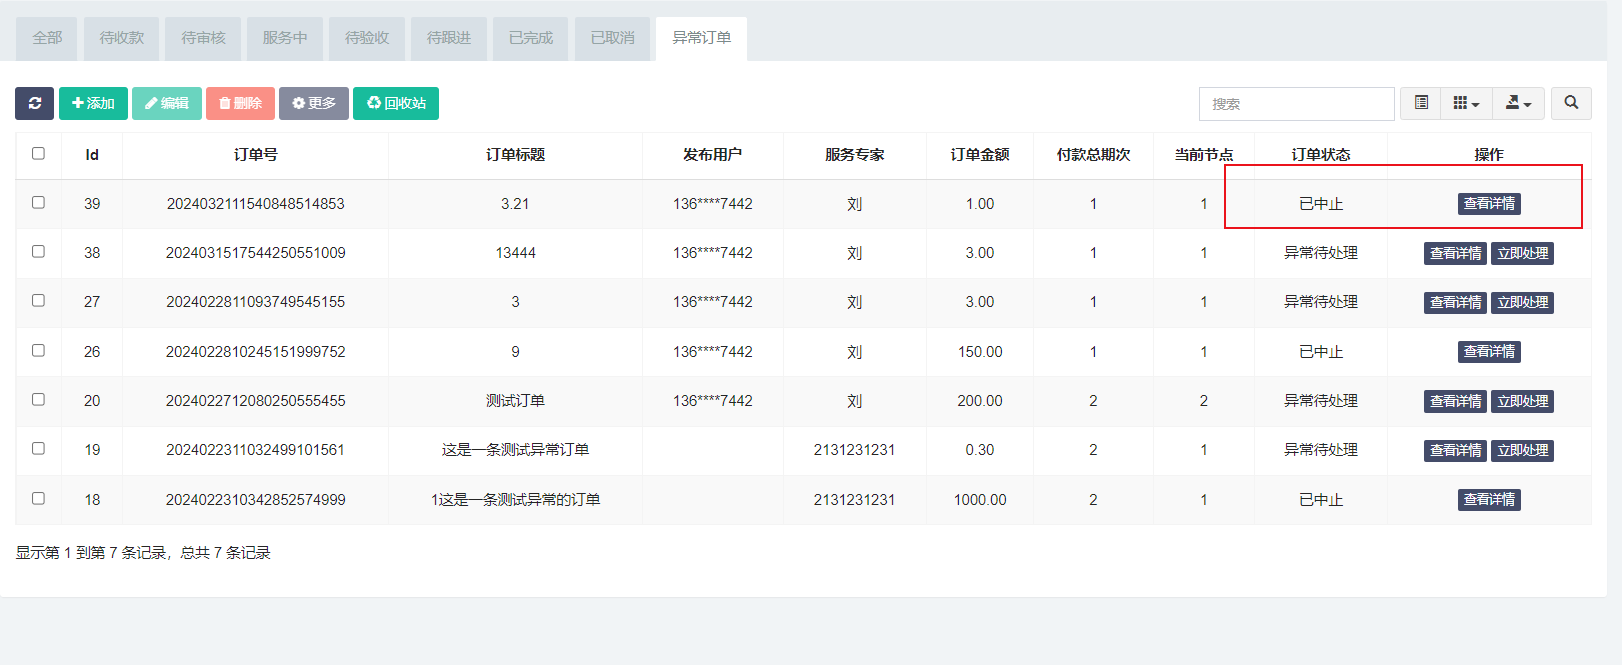 全部 待收款 待审核 服务中 待验收 待跟进 已完成 已取消 异常订单
添加 编辑 删除 更多 回收站 搜索
Id 订单号 订单标题 发布用户 服务专家 订单金额 付款总期次 当前节点 订单状态 操作
39 2024032111540848514853 3.21 136****7442 刘 1.00 1 1 已中止 查看详情
38 2024031517544250551009 13444 136****7442 刘 3.00 1 1 异常待处理 查看详情 立即处理
27 2024022811093749545155 3 136****7442 刘 3.00 1 1 异常待处理 查看详情 立即处理
26 2024022810245151999752 9 136****7442 刘 150.00 1 1 已中止 查看详情
20 2024022712080250555455 测试订单 136****7442 刘 200.00 2 2 异常待处理 查看详情 立即处理
19 2024022311032499101561 这是一条测试异常订单 2131231231 0.30 2 1 异常待处理 查看详情 立即处理
18 2024022310342852574999 1这是一条测试异常的订单 2131231231 1000.00 2 1 已中止 查看详情
显示第 1 到第 7 条记录，总共 7 条记录